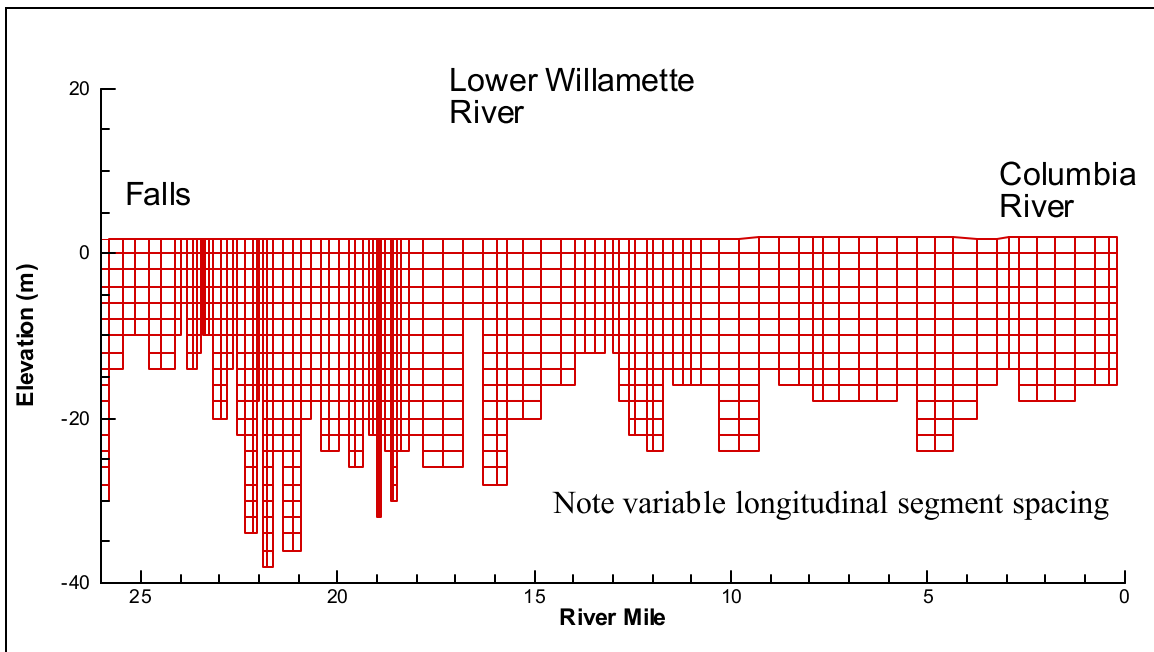 Lower Willamette
River
Falls
Columbia
River
20
0
-20
-40
Elevation (m)
Note variable longitudinal segment spacing
25
20
15
10
5
0
River Mile